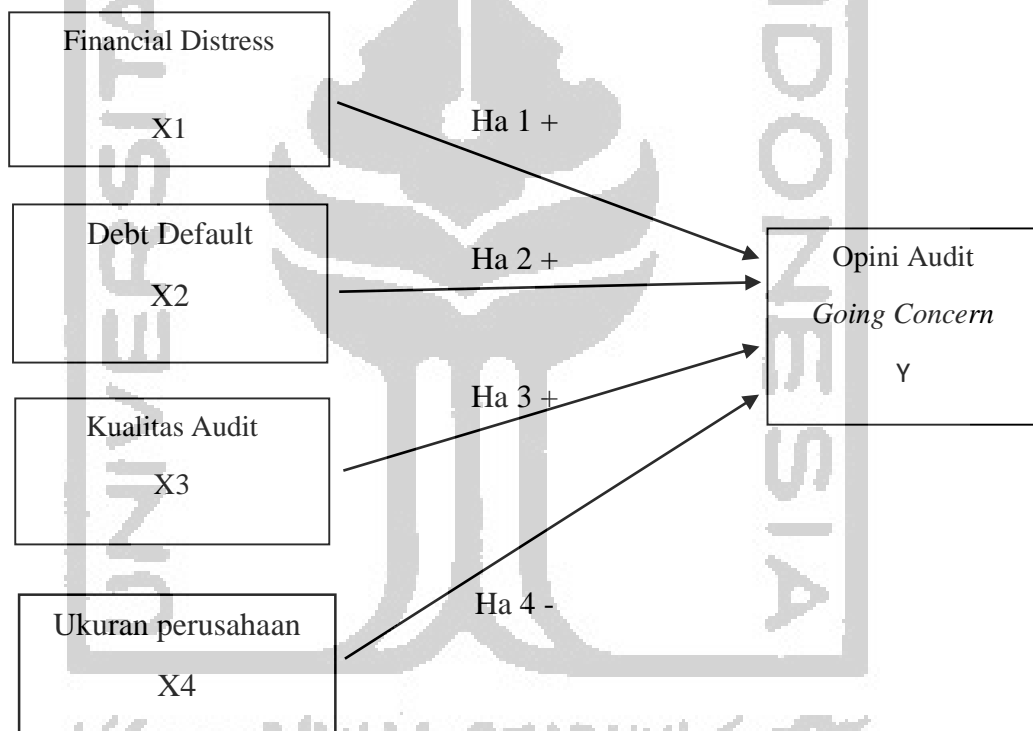 Financial Distress
X1
Ha 1 +
Debt Default
X2
Ha 2 +
Opini Audit
Going Concern
Y
Kualitas Audit
X3
Ha 3 +
Ukuran perusahaan
X4
Ha 4 -